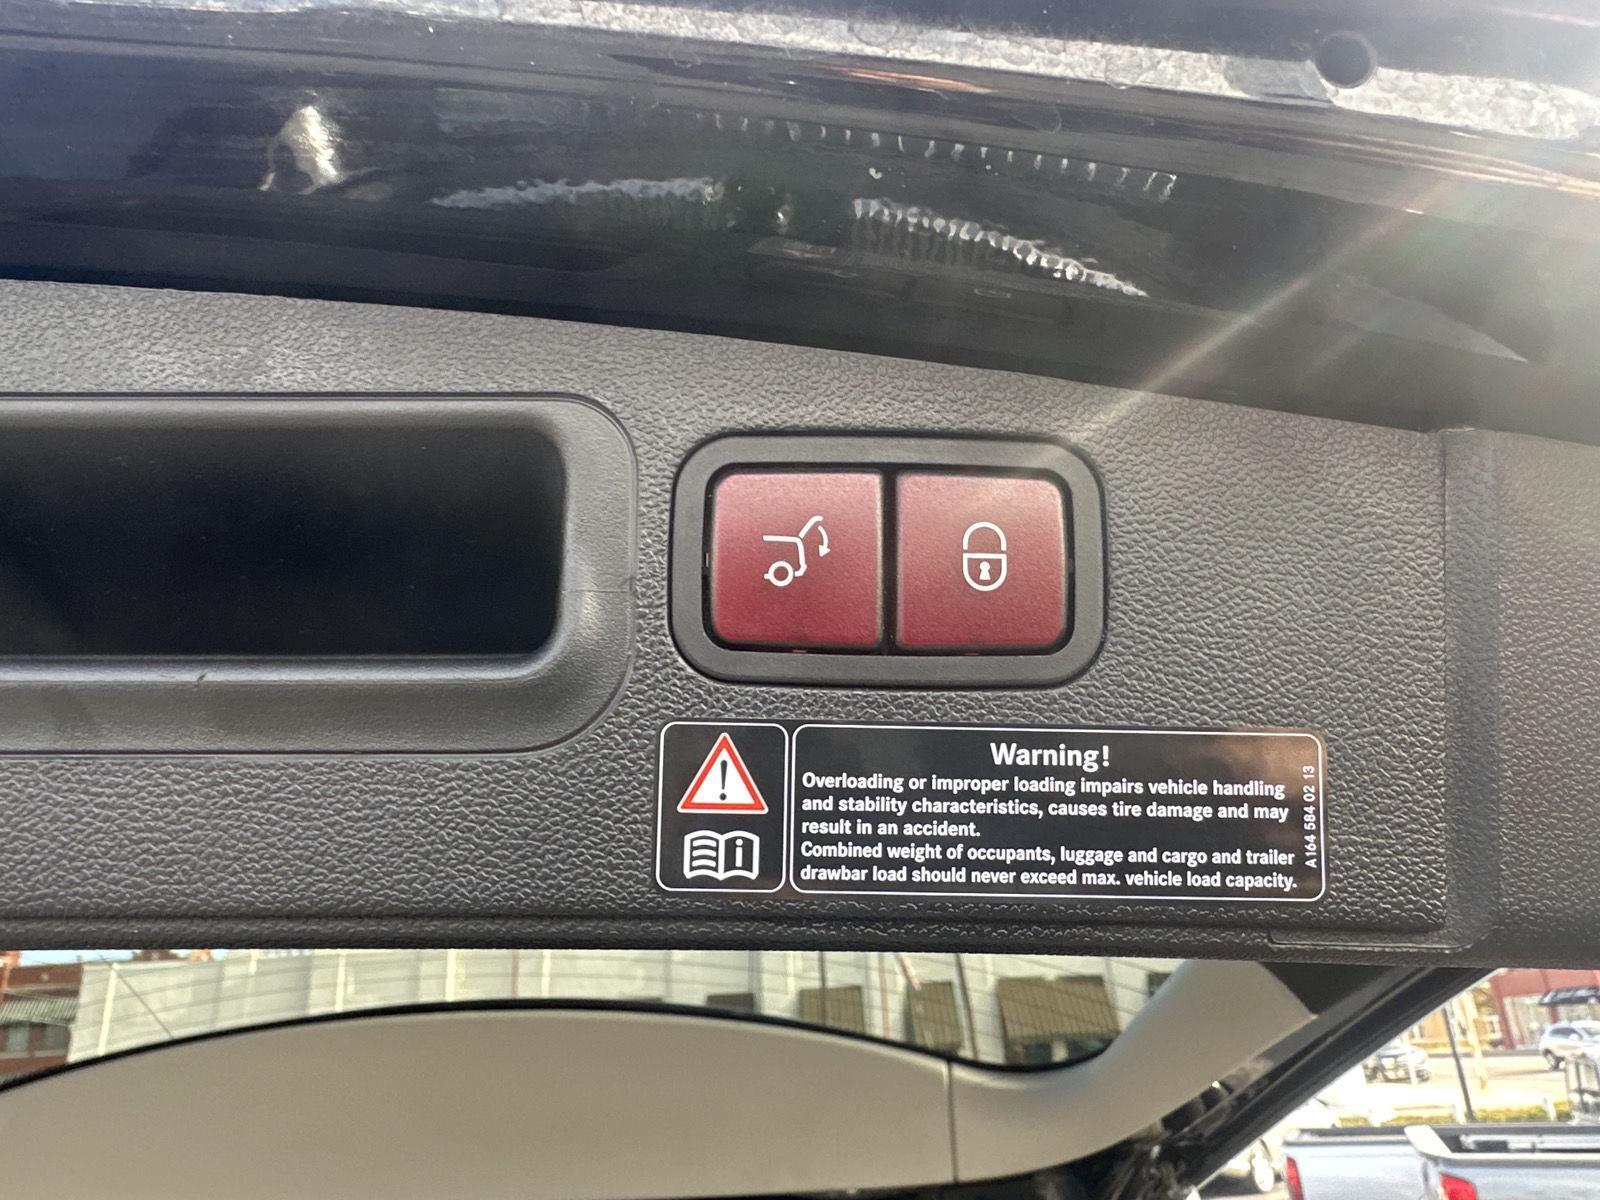 Warning!
Overloading or improper loading impairs vehicle handling
and stability characteristics, causes tire damage and may
result in an accident.
Combined weight of occupants, luggage and cargo and trailer
drawbar load should never exceed max. vehicle load capacity.
A164 584 02 13